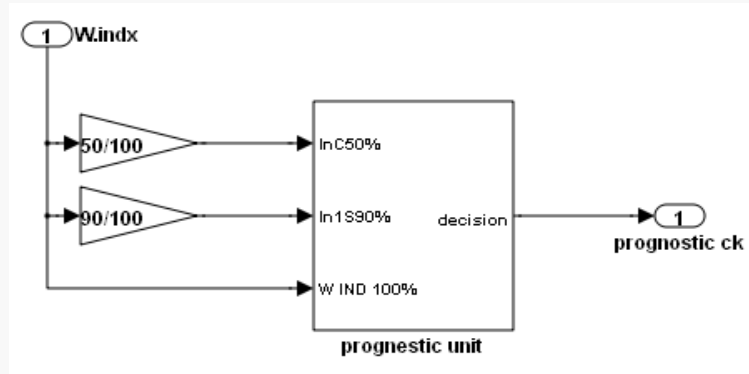 1 W.indx
50/100
InC50%
90/100
In1S90%
decision
1
prognostic ck
W IND 100%
prognestic unit